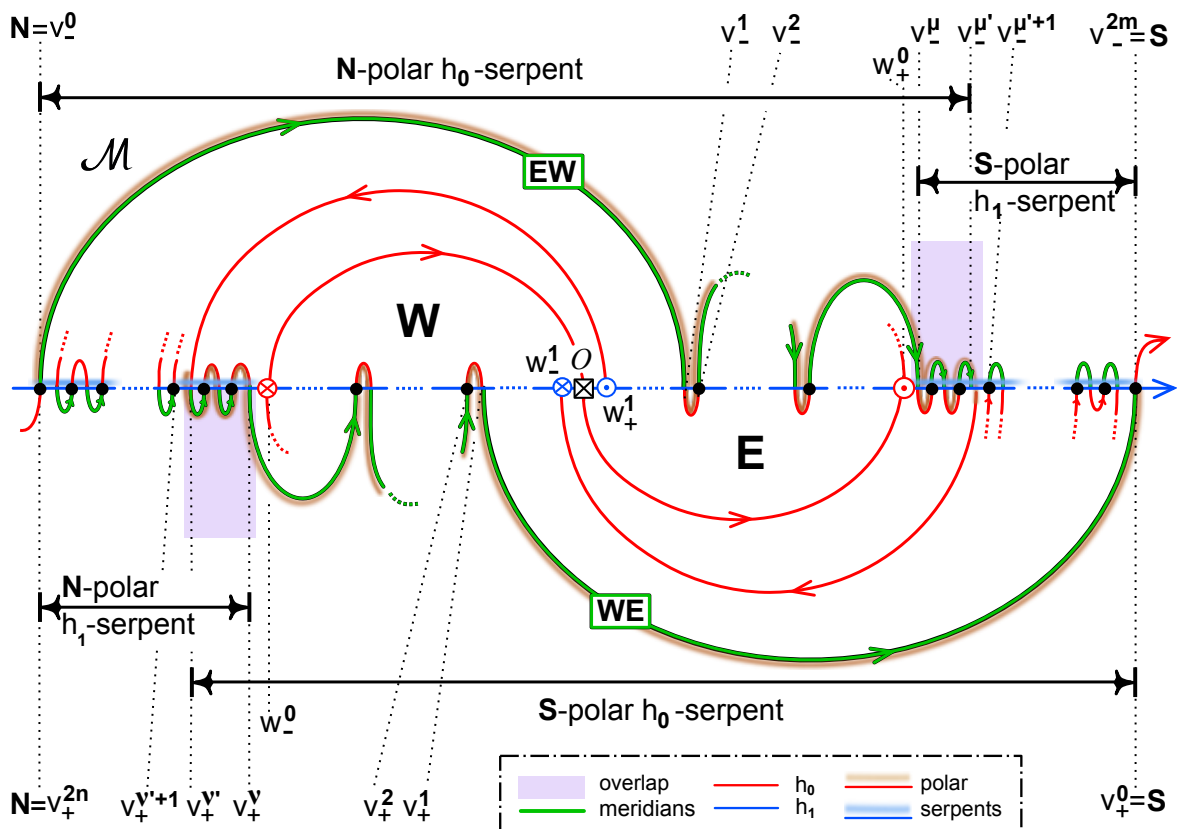 N=v₋⁰
v₋¹
v₋²
v₋^μ
v₋^μ'
v₋^μ'+1
v₋^2m=S
w₊⁰
N-polar h₀-serpent
S-polar
h₁-serpent
ℳ
EW
W
w₋¹
O
w₊¹
E
N-polar
h₁-serpent
WE
S-polar h₀-serpent
w₋⁰
N=v₊^2n
v₊^ν'+1
v₊^ν'
v₊^ν
v₊²
v₊¹
v₊⁰=S
overlap
h₀
polar
meridians
h₁
serpents